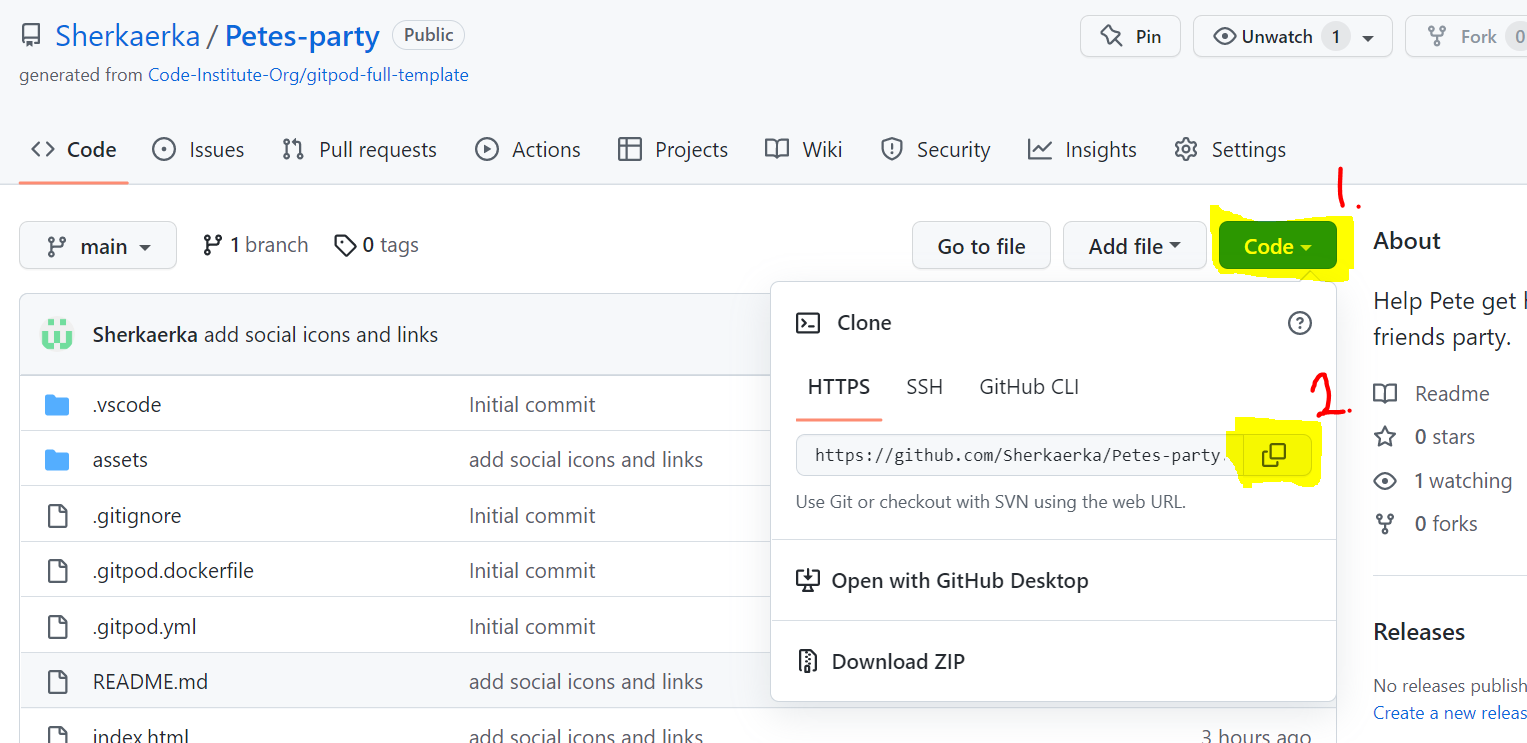 Sherkaerka / Petes-party Public
Pin
Unwatch 1
Fork 0
generated from Code-Institute-Org/gitpod-full-template
Code Issues Pull requests Actions Projects Wiki Security Insights Settings
1.
main 1 branch 0 tags
Go to file Add file Code
About
Help Pete get
friends party.
Sherkaerka add social icons and links
Clone
HTTPS SSH GitHub CLI
2.
https://github.com/Sherkaerka/Petes-party.
Use Git or checkout with SVN using the web URL.
Open with GitHub Desktop
Download ZIP
.vscode Initial commit
assets add social icons and links
.gitignore Initial commit
.gitpod.dockerfile Initial commit
.gitpod.yml Initial commit
README.md add social icons and links
index.html add social icons and links 3 hours ago
Readme
0 stars
1 watching
0 forks
Releases
No releases publish
Create a new releas